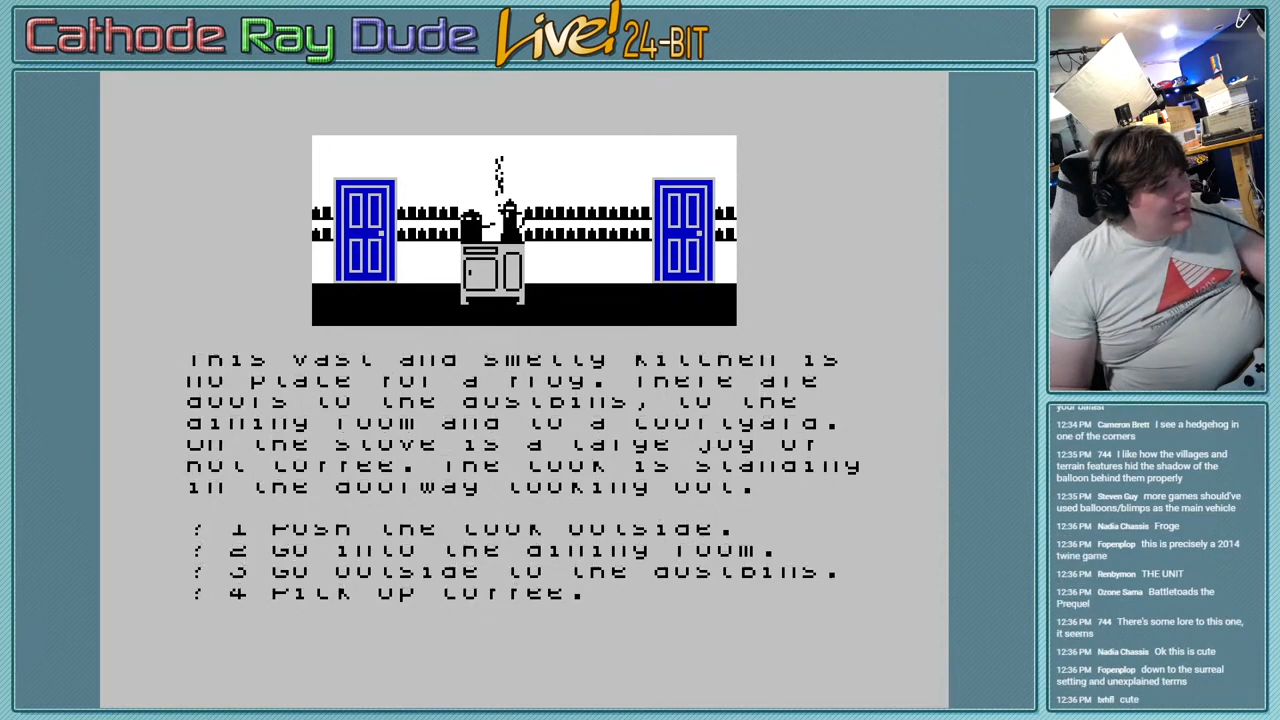 Cathode Ray Dude Live! 24-BIT
This vast and smelly kitchen is
no place for a frog. There are
doors to the dustbins, to the
dining room and to a courtyard.
On the stove is a large jug of
hot coffee. The cook is standing
in the doorway looking out.
? 1 Push the cook outside.
? 2 Go into the dining room.
? 3 Go outside to the dustbins.
? 4 Pick up coffee.
your ballast
12:34 PM Cameron Brett I see a hedgehog in
one of the corners
12:35 PM 744 I like how the villages and
terrain features hid the shadow of the
balloon behind them properly
12:35 PM Steven Guy more games should've
used balloons/blimps as the main vehicle
12:36 PM Nadia Chassis Froge
12:36 PM Fopenplop this is precisely a 2014
twine game
12:36 PM Renbymon THE UNIT
12:36 PM Ozone Sama Battletoads the
Prequel
12:36 PM 744 There's some lore to this one,
it seems
12:36 PM Nadia Chassis Ok this is cute
12:36 PM Fopenplop down to the surreal
setting and unexplained terms
12:36 PM brhfl cute